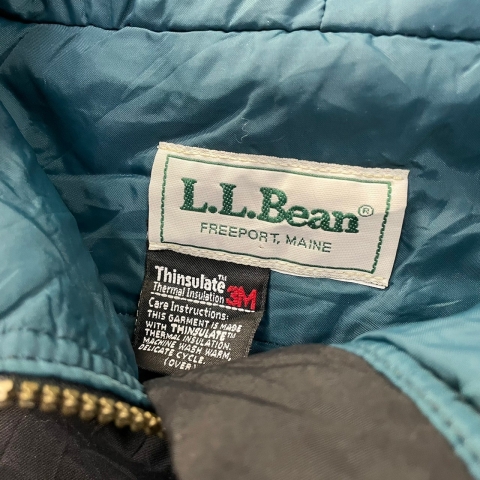 L.L.Bean®
FREEPORT, MAINE
Thinsulate™
Thermal Insulation 3M
Care Instructions:
THIS GARMENT IS MADE
WITH THINSULATE™
THERMAL INSULATION.
MACHINE WASH WARM,
DELICATE CYCLE.
(OVER)